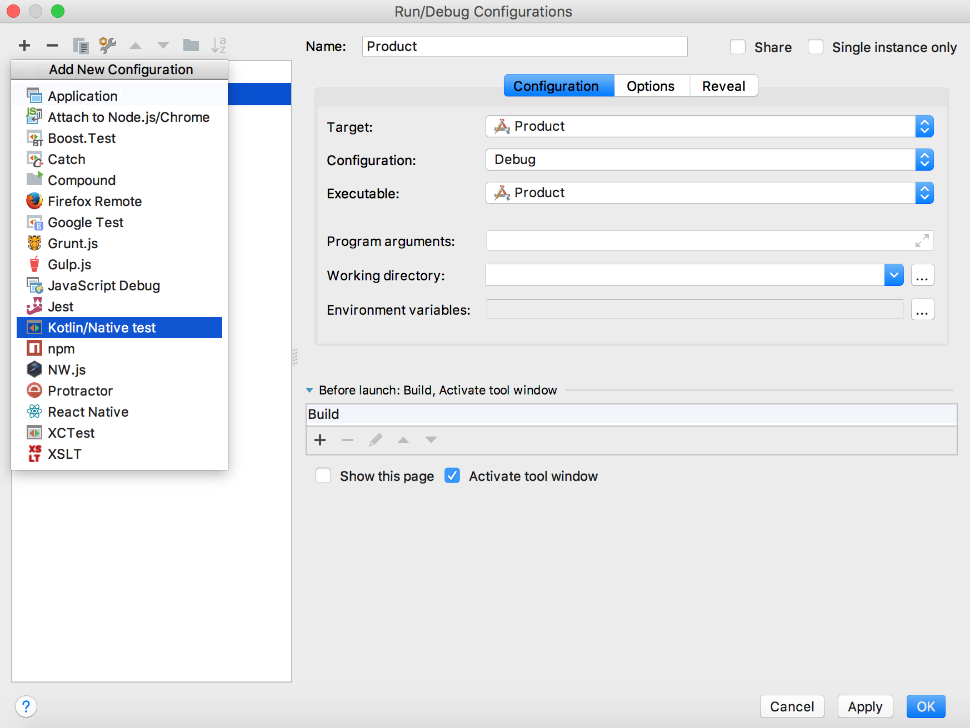 Run/Debug Configurations
Add New Configuration
Application
Attach to Node.js/Chrome
Boost.Test
Catch
Compound
Firefox Remote
Google Test
Grunt.js
Gulp.js
JavaScript Debug
Jest
Kotlin/Native test
npm
NW.js
Protractor
React Native
XCTest
XSLT
Name: Product Share Single instance only
Configuration Options Reveal
Target: Product
Configuration: Debug
Executable: Product
Program arguments:
Working directory: ...
Environment variables: ...
Before launch: Build, Activate tool window
Build
Show this page Activate tool window
? Cancel Apply OK